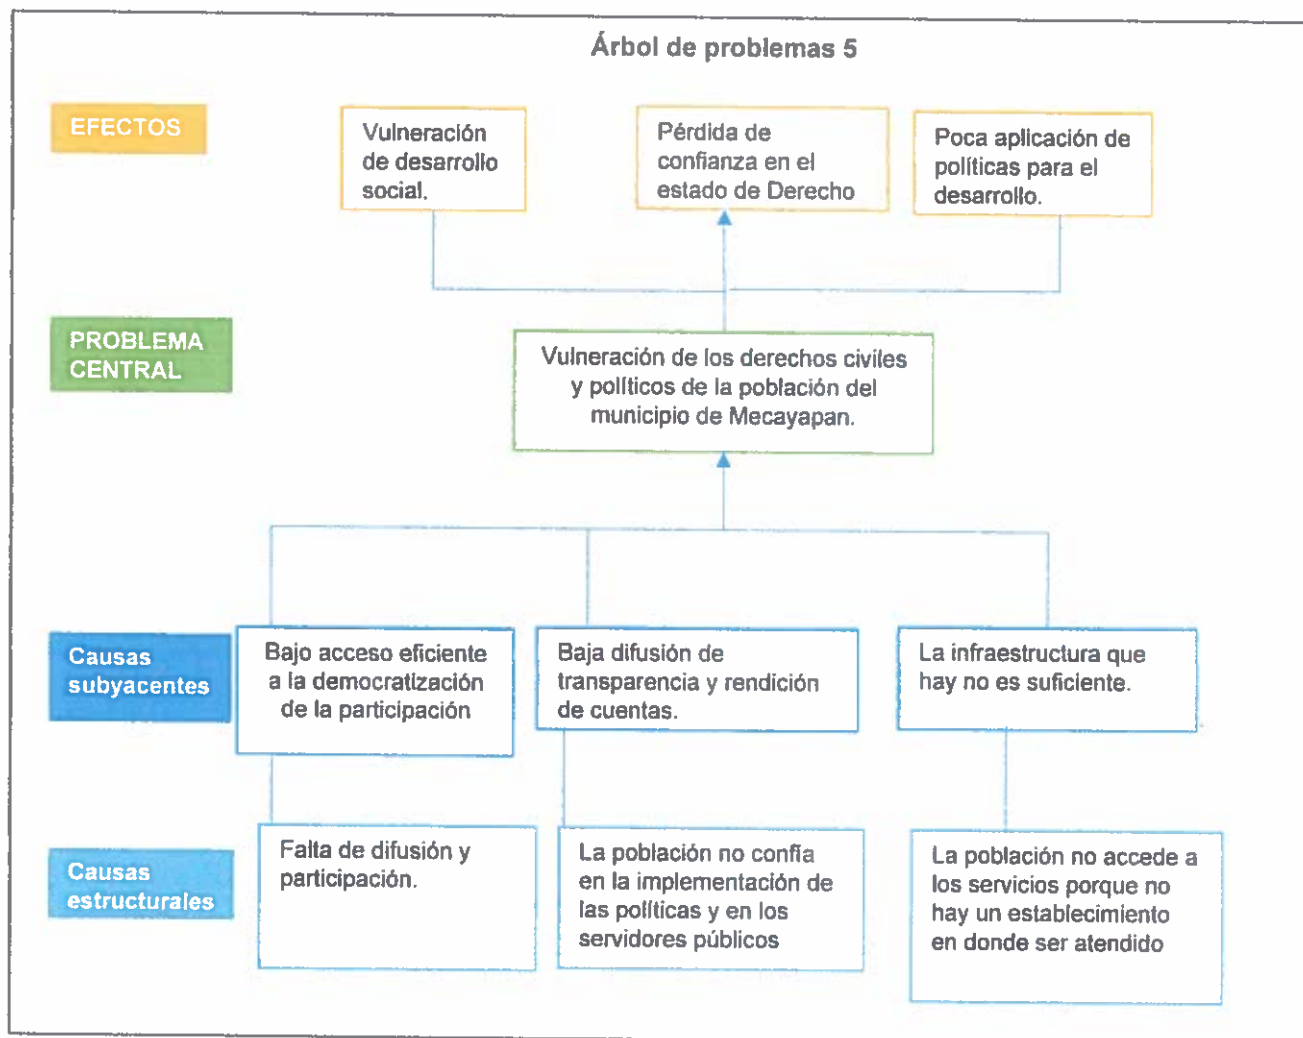 Árbol de problemas 5
EFECTOS
Vulneración
de desarrollo
social.
Pérdida de
confianza en el
estado de Derecho
Poca aplicación de
políticas para el
desarrollo.
PROBLEMA
CENTRAL
Vulneración de los derechos civiles
y políticos de la población del
municipio de Mecayapan.
Causas
subyacentes
Bajo acceso eficiente
a la democratización
de la participación
Baja difusión de
transparencia y rendición
de cuentas.
La infraestructura que
hay no es suficiente.
Causas
estructurales
Falta de difusión y
participación.
La población no confía
en la implementación de
las políticas y en los
servidores públicos
La población no accede a
los servicios porque no
hay un establecimiento
en donde ser atendido